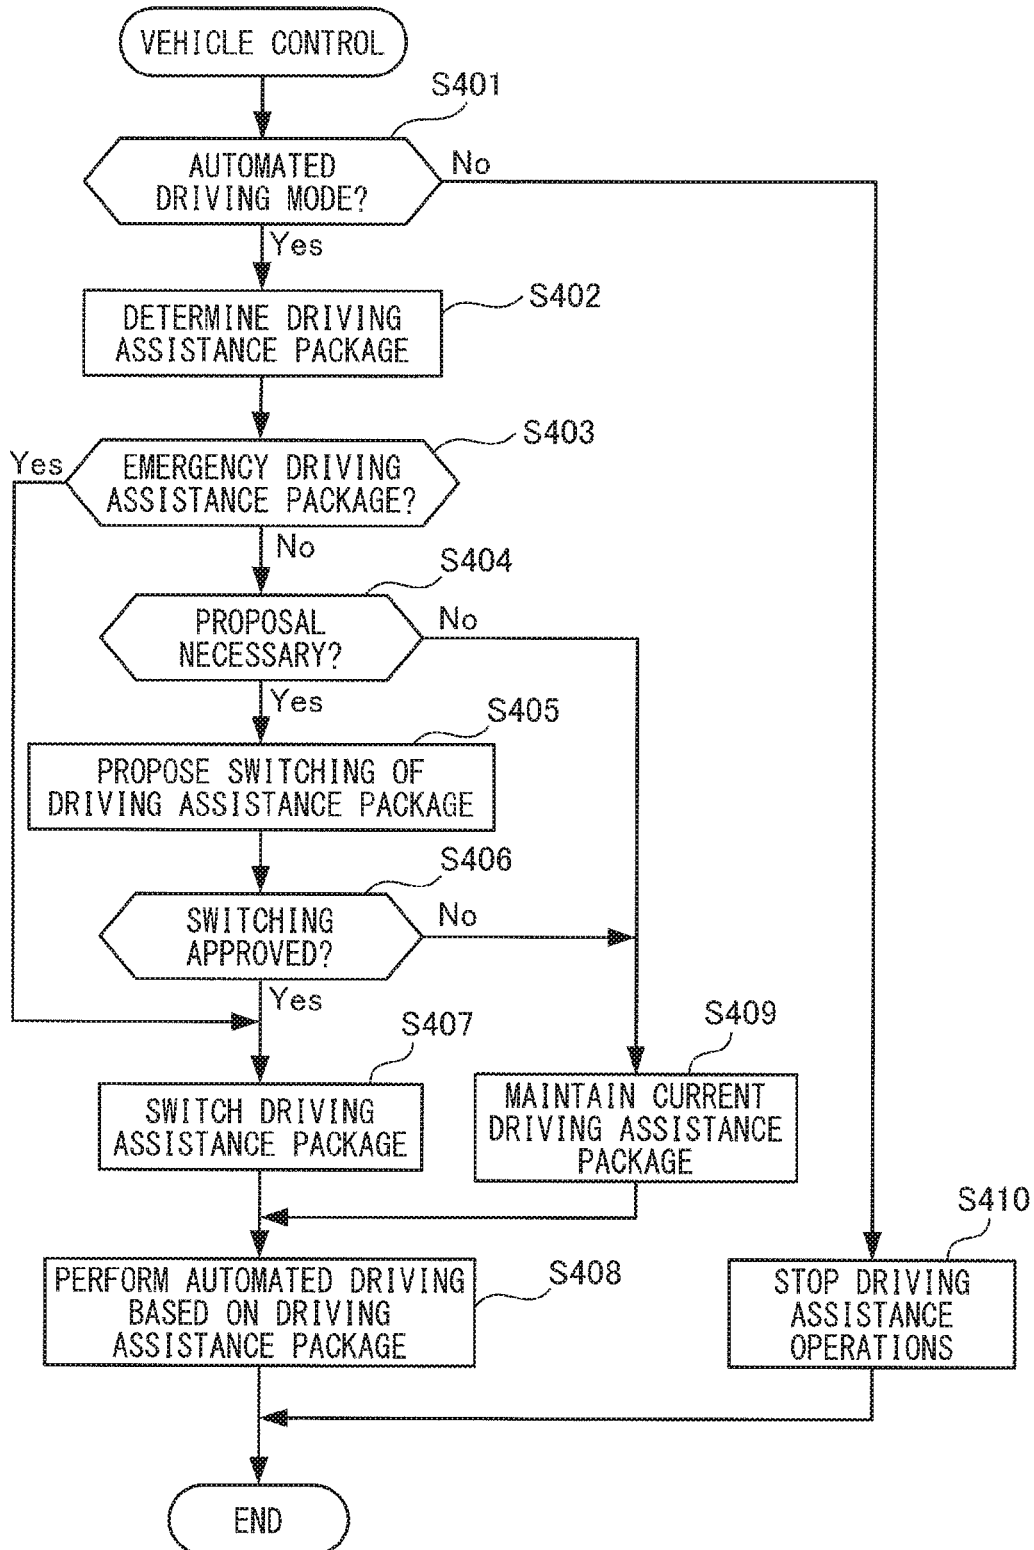 VEHICLE CONTROL
S401
AUTOMATED
DRIVING MODE?
No
Yes
S402
DETERMINE DRIVING
ASSISTANCE PACKAGE
S403
Yes
EMERGENCY DRIVING
ASSISTANCE PACKAGE?
No
S404
PROPOSAL
NECESSARY?
No
Yes
S405
PROPOSE SWITCHING OF
DRIVING ASSISTANCE PACKAGE
S406
SWITCHING
APPROVED?
No
Yes
S407
SWITCH DRIVING
ASSISTANCE PACKAGE
S409
MAINTAIN CURRENT
DRIVING ASSISTANCE
PACKAGE
S408
PERFORM AUTOMATED DRIVING
BASED ON DRIVING
ASSISTANCE PACKAGE
S410
STOP DRIVING
ASSISTANCE
OPERATIONS
END